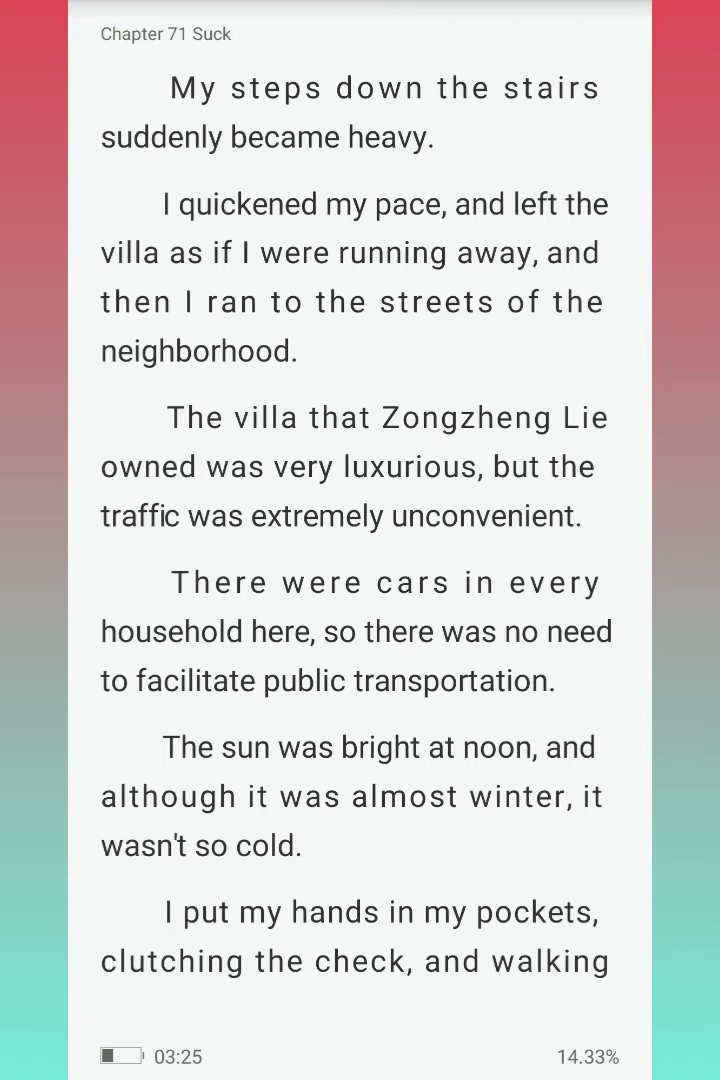 Chapter 71 Suck
My steps down the stairs
suddenly became heavy.
I quickened my pace, and left the
villa as if I were running away, and
then I ran to the streets of the
neighborhood.
The villa that Zongzheng Lie
owned was very luxurious, but the
traffic was extremely unconvenient.
There were cars in every
household here, so there was no need
to facilitate public transportation.
The sun was bright at noon, and
although it was almost winter, it
wasn't so cold.
I put my hands in my pockets,
clutching the check, and walking
03:25
14.33%